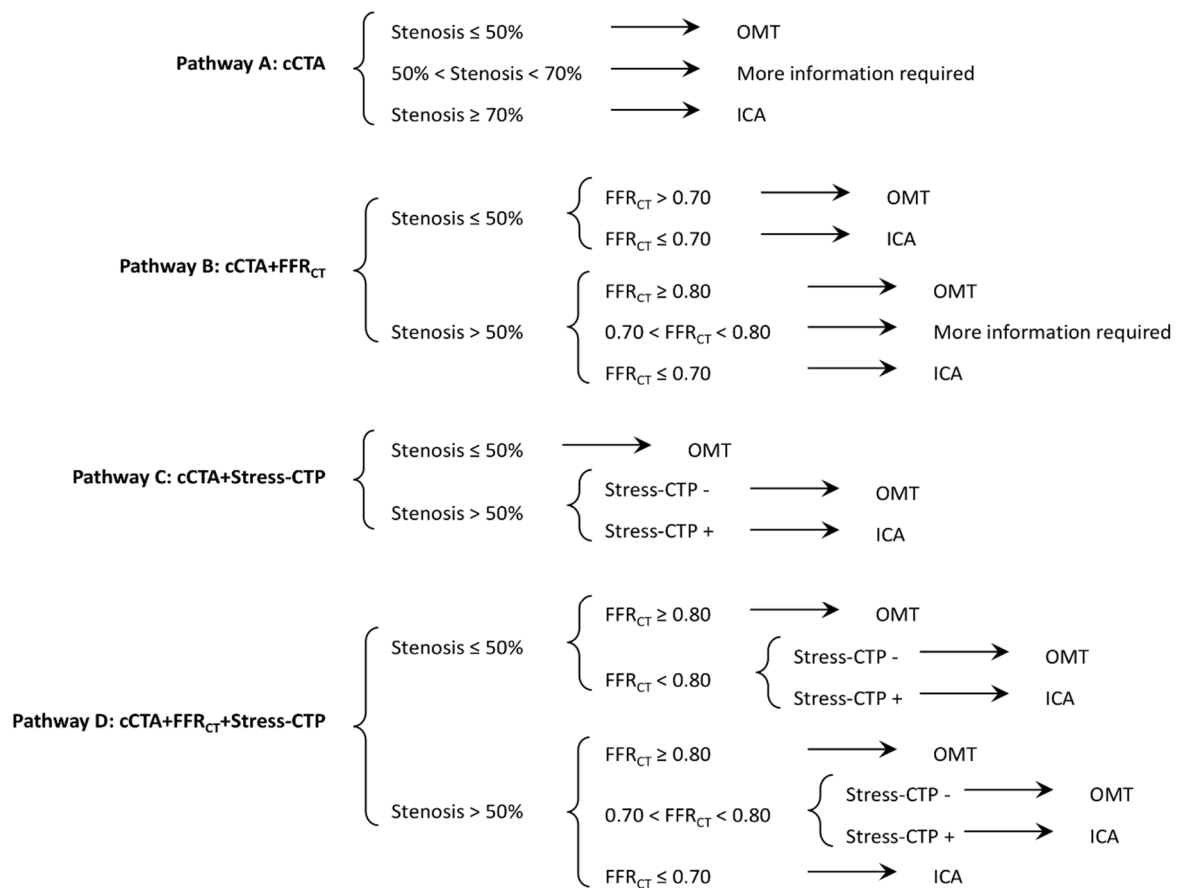 Stenosis ≤ 50% OMT
Pathway A: cCTA
50% < Stenosis < 70% More information required
Stenosis ≥ 70% ICA
FFRCT > 0.70 OMT
Stenosis ≤ 50%
FFRCT ≤ 0.70 ICA
Pathway B: cCTA+FFRCT
FFRCT ≥ 0.80 OMT
Stenosis > 50% 0.70 < FFRCT < 0.80 More information required
FFRCT ≤ 0.70 ICA
Stenosis ≤ 50% OMT
Pathway C: cCTA+Stress-CTP
Stress-CTP - OMT
Stenosis > 50%
Stress-CTP + ICA
FFRCT ≥ 0.80 OMT
Stenosis ≤ 50%
Stress-CTP - OMT
FFRCT < 0.80
Stress-CTP + ICA
Pathway D: cCTA+FFRCT+Stress-CTP
FFRCT ≥ 0.80 OMT
Stress-CTP - OMT
Stenosis > 50% 0.70 < FFRCT < 0.80
Stress-CTP + ICA
FFRCT ≤ 0.70 ICA